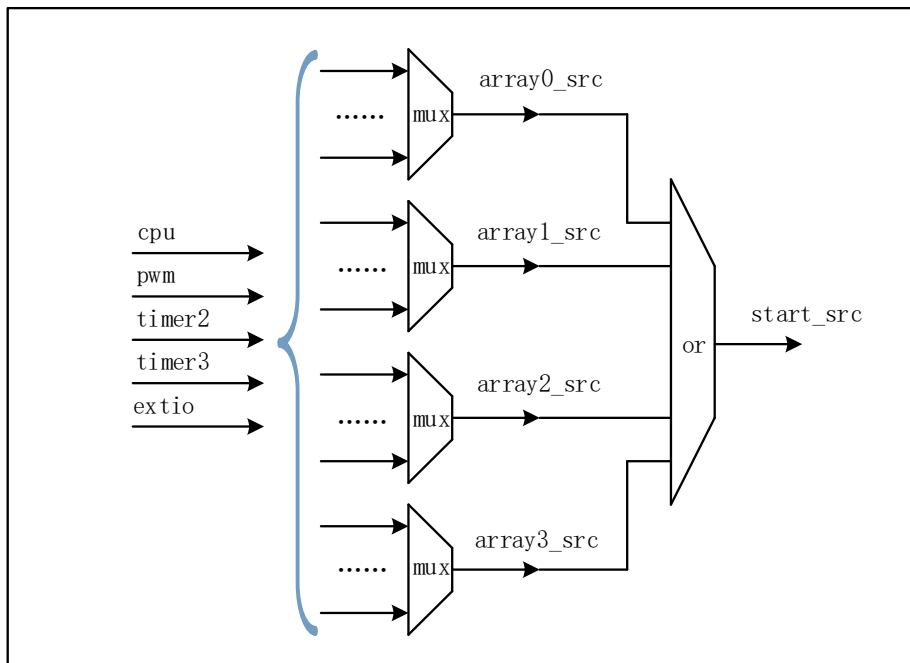 cpu
pwm
timer2
timer3
extio
......
mux
array0_src
......
mux
array1_src
......
mux
array2_src
......
mux
array3_src
or
start_src